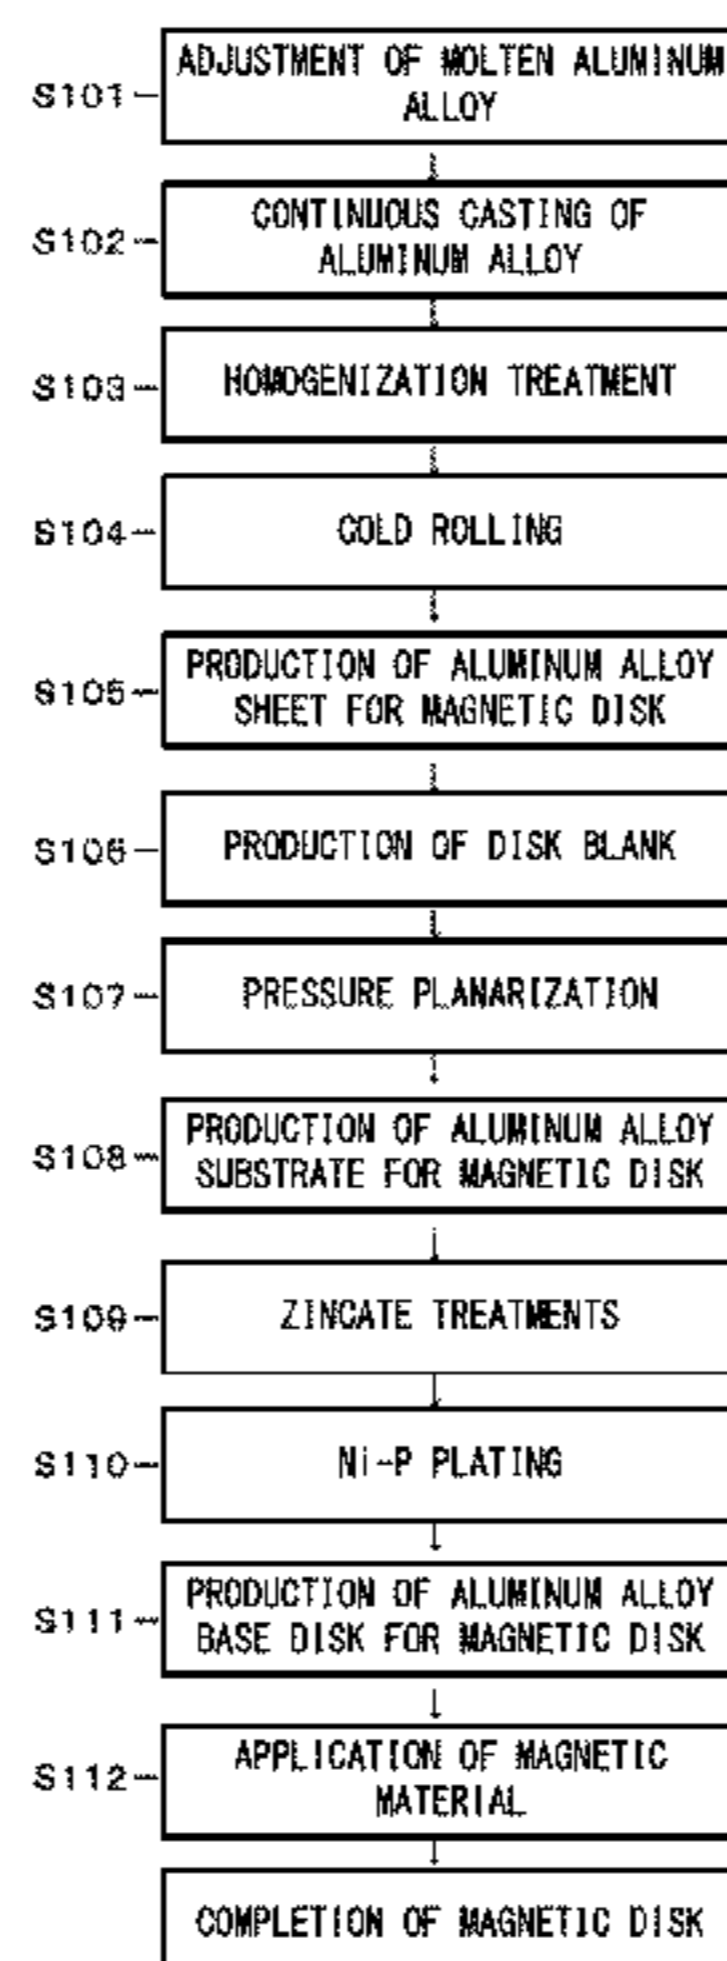 S101
ADJUSTMENT OF MOLTEN ALUMINUM
ALLOY
S102
CONTINUOUS CASTING OF
ALUMINUM ALLOY
S103
HOMOGENIZATION TREATMENT
S104
COLD ROLLING
S105
PRODUCTION OF ALUMINUM ALLOY
SHEET FOR MAGNETIC DISK
S106
PRODUCTION OF DISK BLANK
S107
PRESSURE PLANARIZATION
S108
PRODUCTION OF ALUMINUM ALLOY
SUBSTRATE FOR MAGNETIC DISK
S109
ZINCATE TREATMENTS
S110
Ni-P PLATING
S111
PRODUCTION OF ALUMINUM ALLOY
BASE DISK FOR MAGNETIC DISK
S112
APPLICATION OF MAGNETIC
MATERIAL
COMPLETION OF MAGNETIC DISK